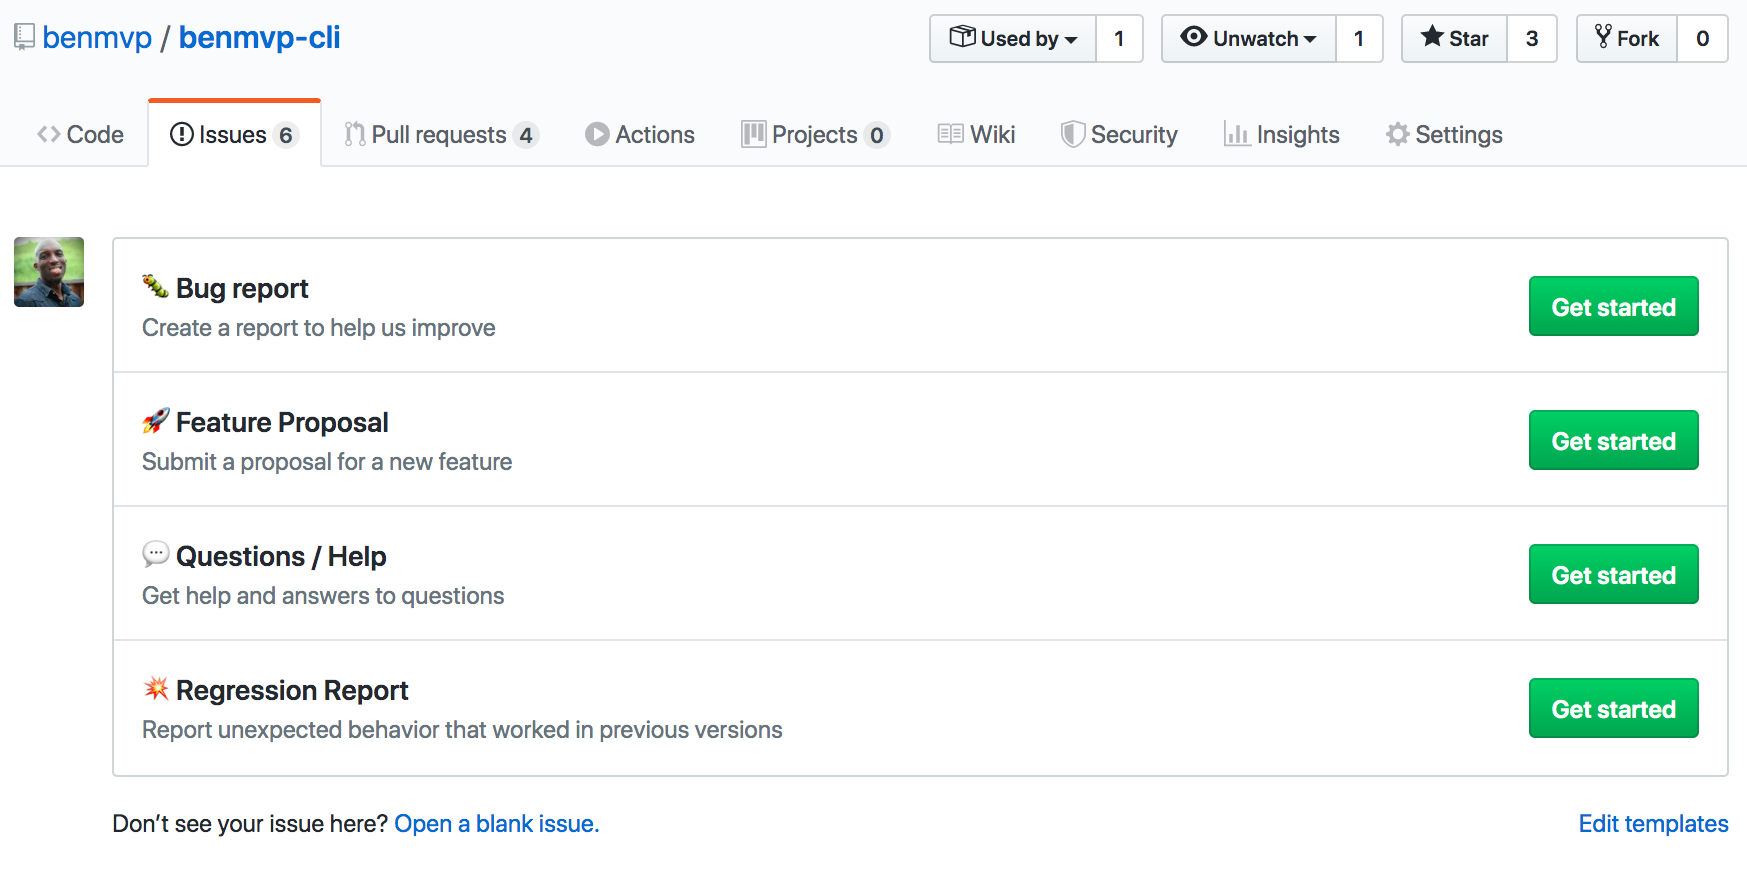 benmvp / benmvp-cli
Used by 1 Unwatch 1 Star 3 Fork 0
Code Issues 6 Pull requests 4 Actions Projects 0 Wiki Security Insights Settings
Bug report
Create a report to help us improve
Get started
Feature Proposal
Submit a proposal for a new feature
Get started
Questions / Help
Get help and answers to questions
Get started
Regression Report
Report unexpected behavior that worked in previous versions
Get started
Don’t see your issue here? Open a blank issue.
Edit templates